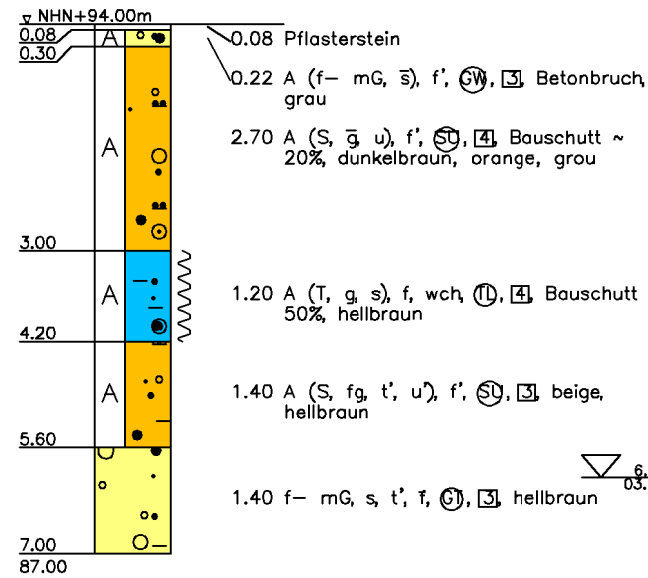 NHN+94.00m
0.08 A 0.08 Pflasterstein
0.30
0.22 A (f– mG, s̅), f', GW, 3, Betonbruch,
grau
A 2.70 A (S, g̅, u), f', SU̅, 4, Bauschutt ~
20%, dunkelbraun, orange, grou
3.00
A 1.20 A (T, g, s), f, wch, TL, 4, Bauschutt
50%, hellbraun
4.20
A 1.40 A (S, fg, t', u'), f', SU, 3, beige,
hellbraun
5.60
6.
03.
1.40 f– mG, s, t', f̅, GT, 3, hellbraun
7.00
87.00